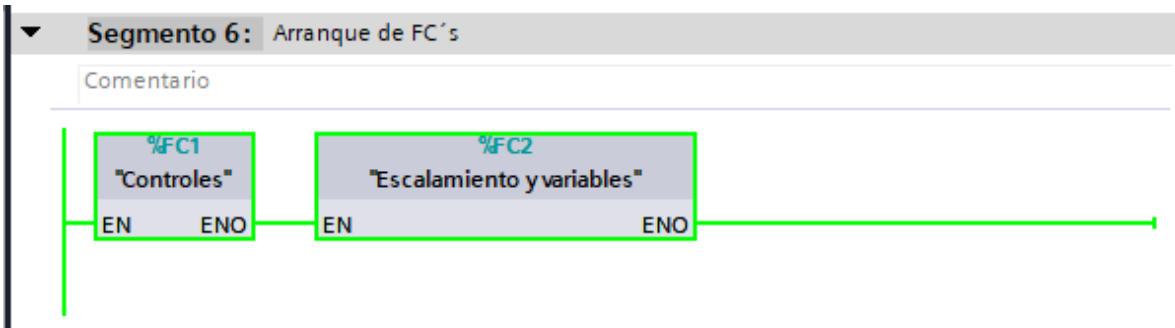 Segmento 6: Arranque de FC´s
Comentario
%FC1
"Controles"
EN ENO
%FC2
"Escalamiento y variables"
EN ENO